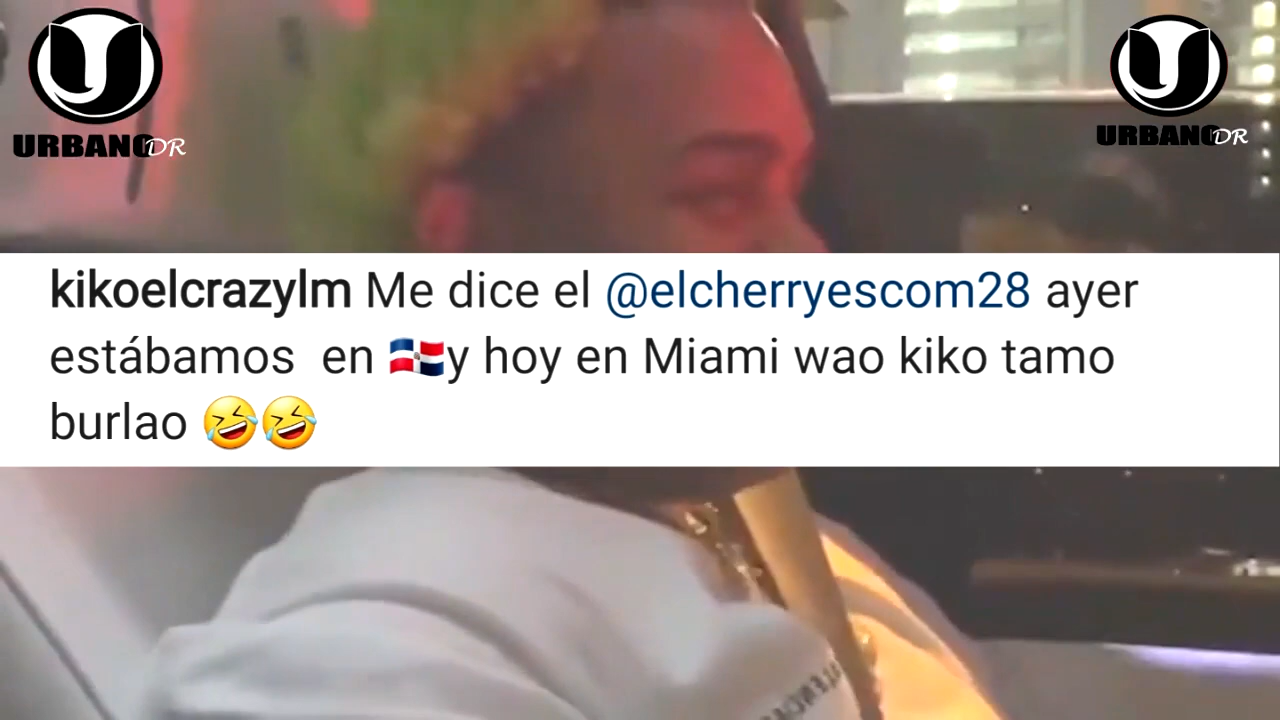 URBANO DR
URBANO DR
kikoelcrazylm Me dice el @elcherryescom28 ayer
estábamos en 🇩🇴y hoy en Miami wao kiko tamo
burlao 🤣🤣